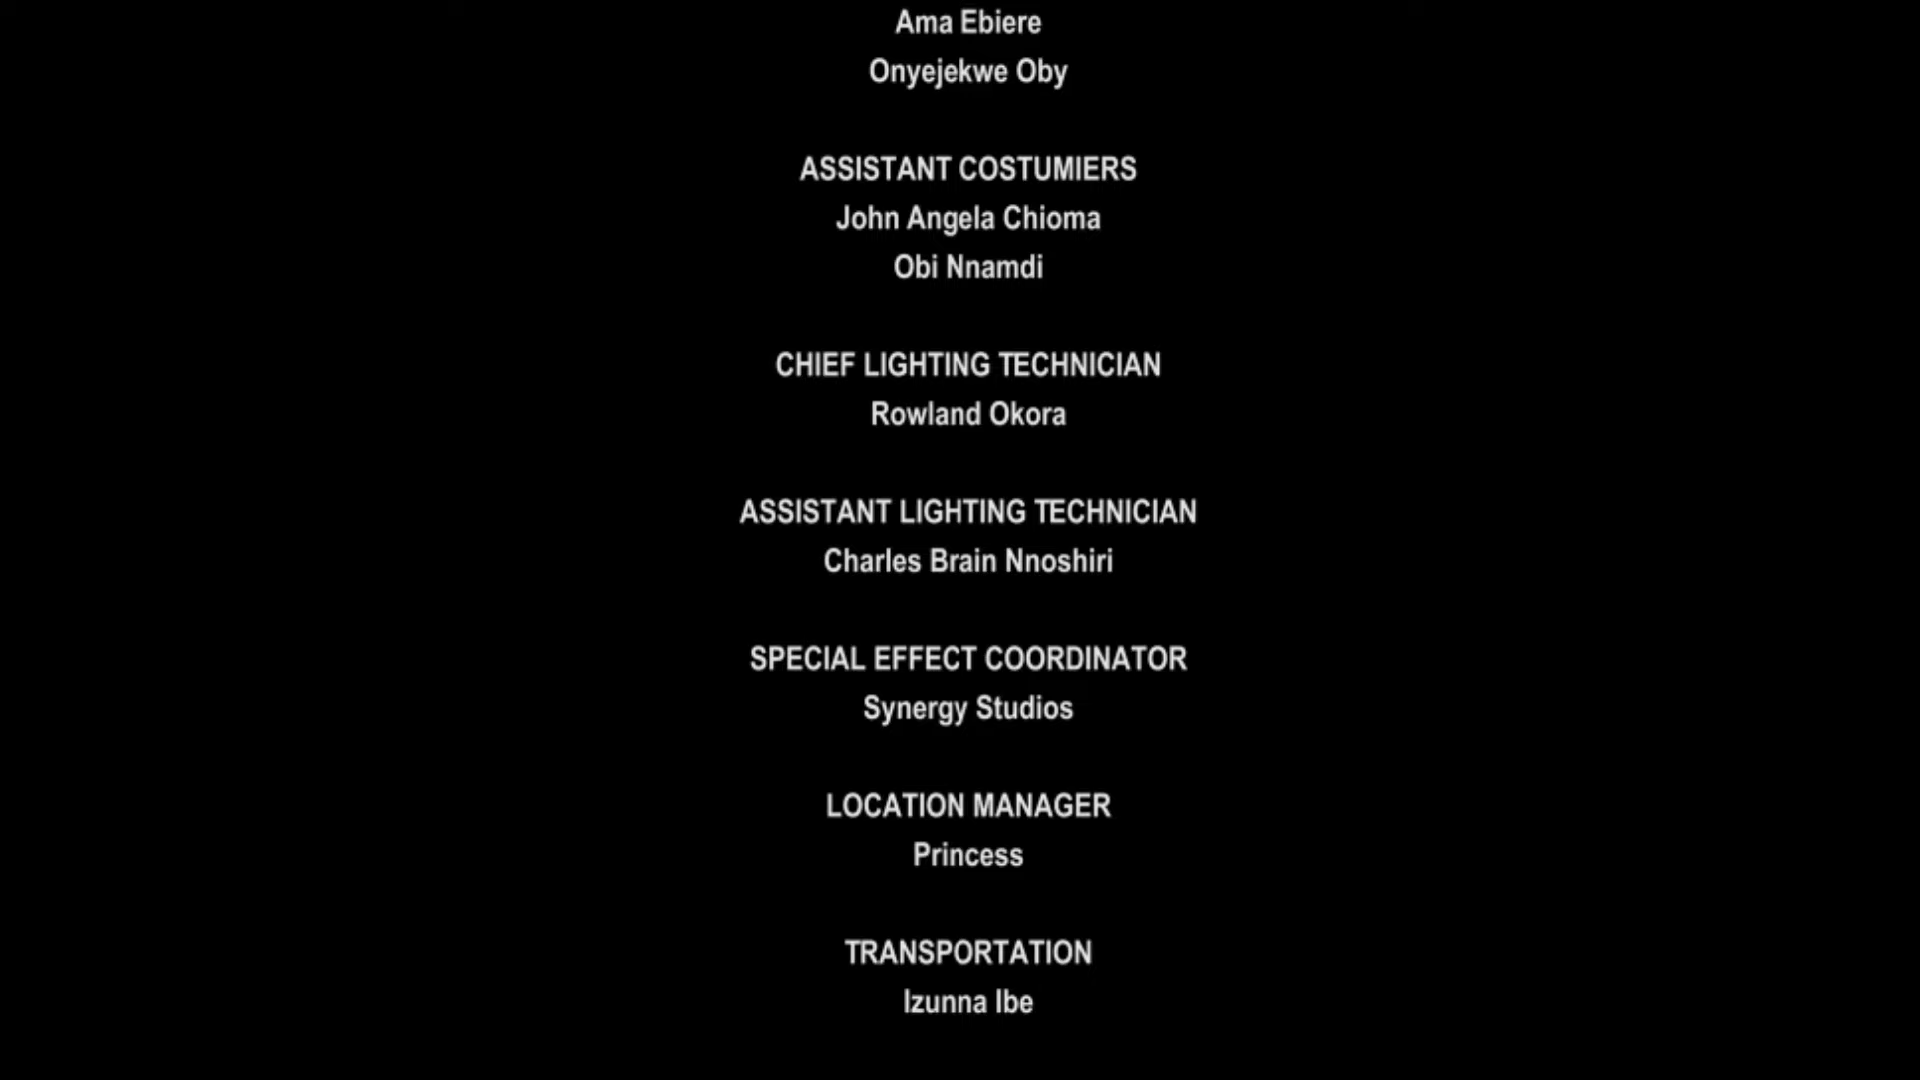 Ama Ebiere
Onyejekwe Oby
ASSISTANT COSTUMIERS
John Angela Chioma
Obi Nnamdi
CHIEF LIGHTING TECHNICIAN
Rowland Okora
ASSISTANT LIGHTING TECHNICIAN
Charles Brain Nnoshiri
SPECIAL EFFECT COORDINATOR
Synergy Studios
LOCATION MANAGER
Princess
TRANSPORTATION
Izunna Ibe